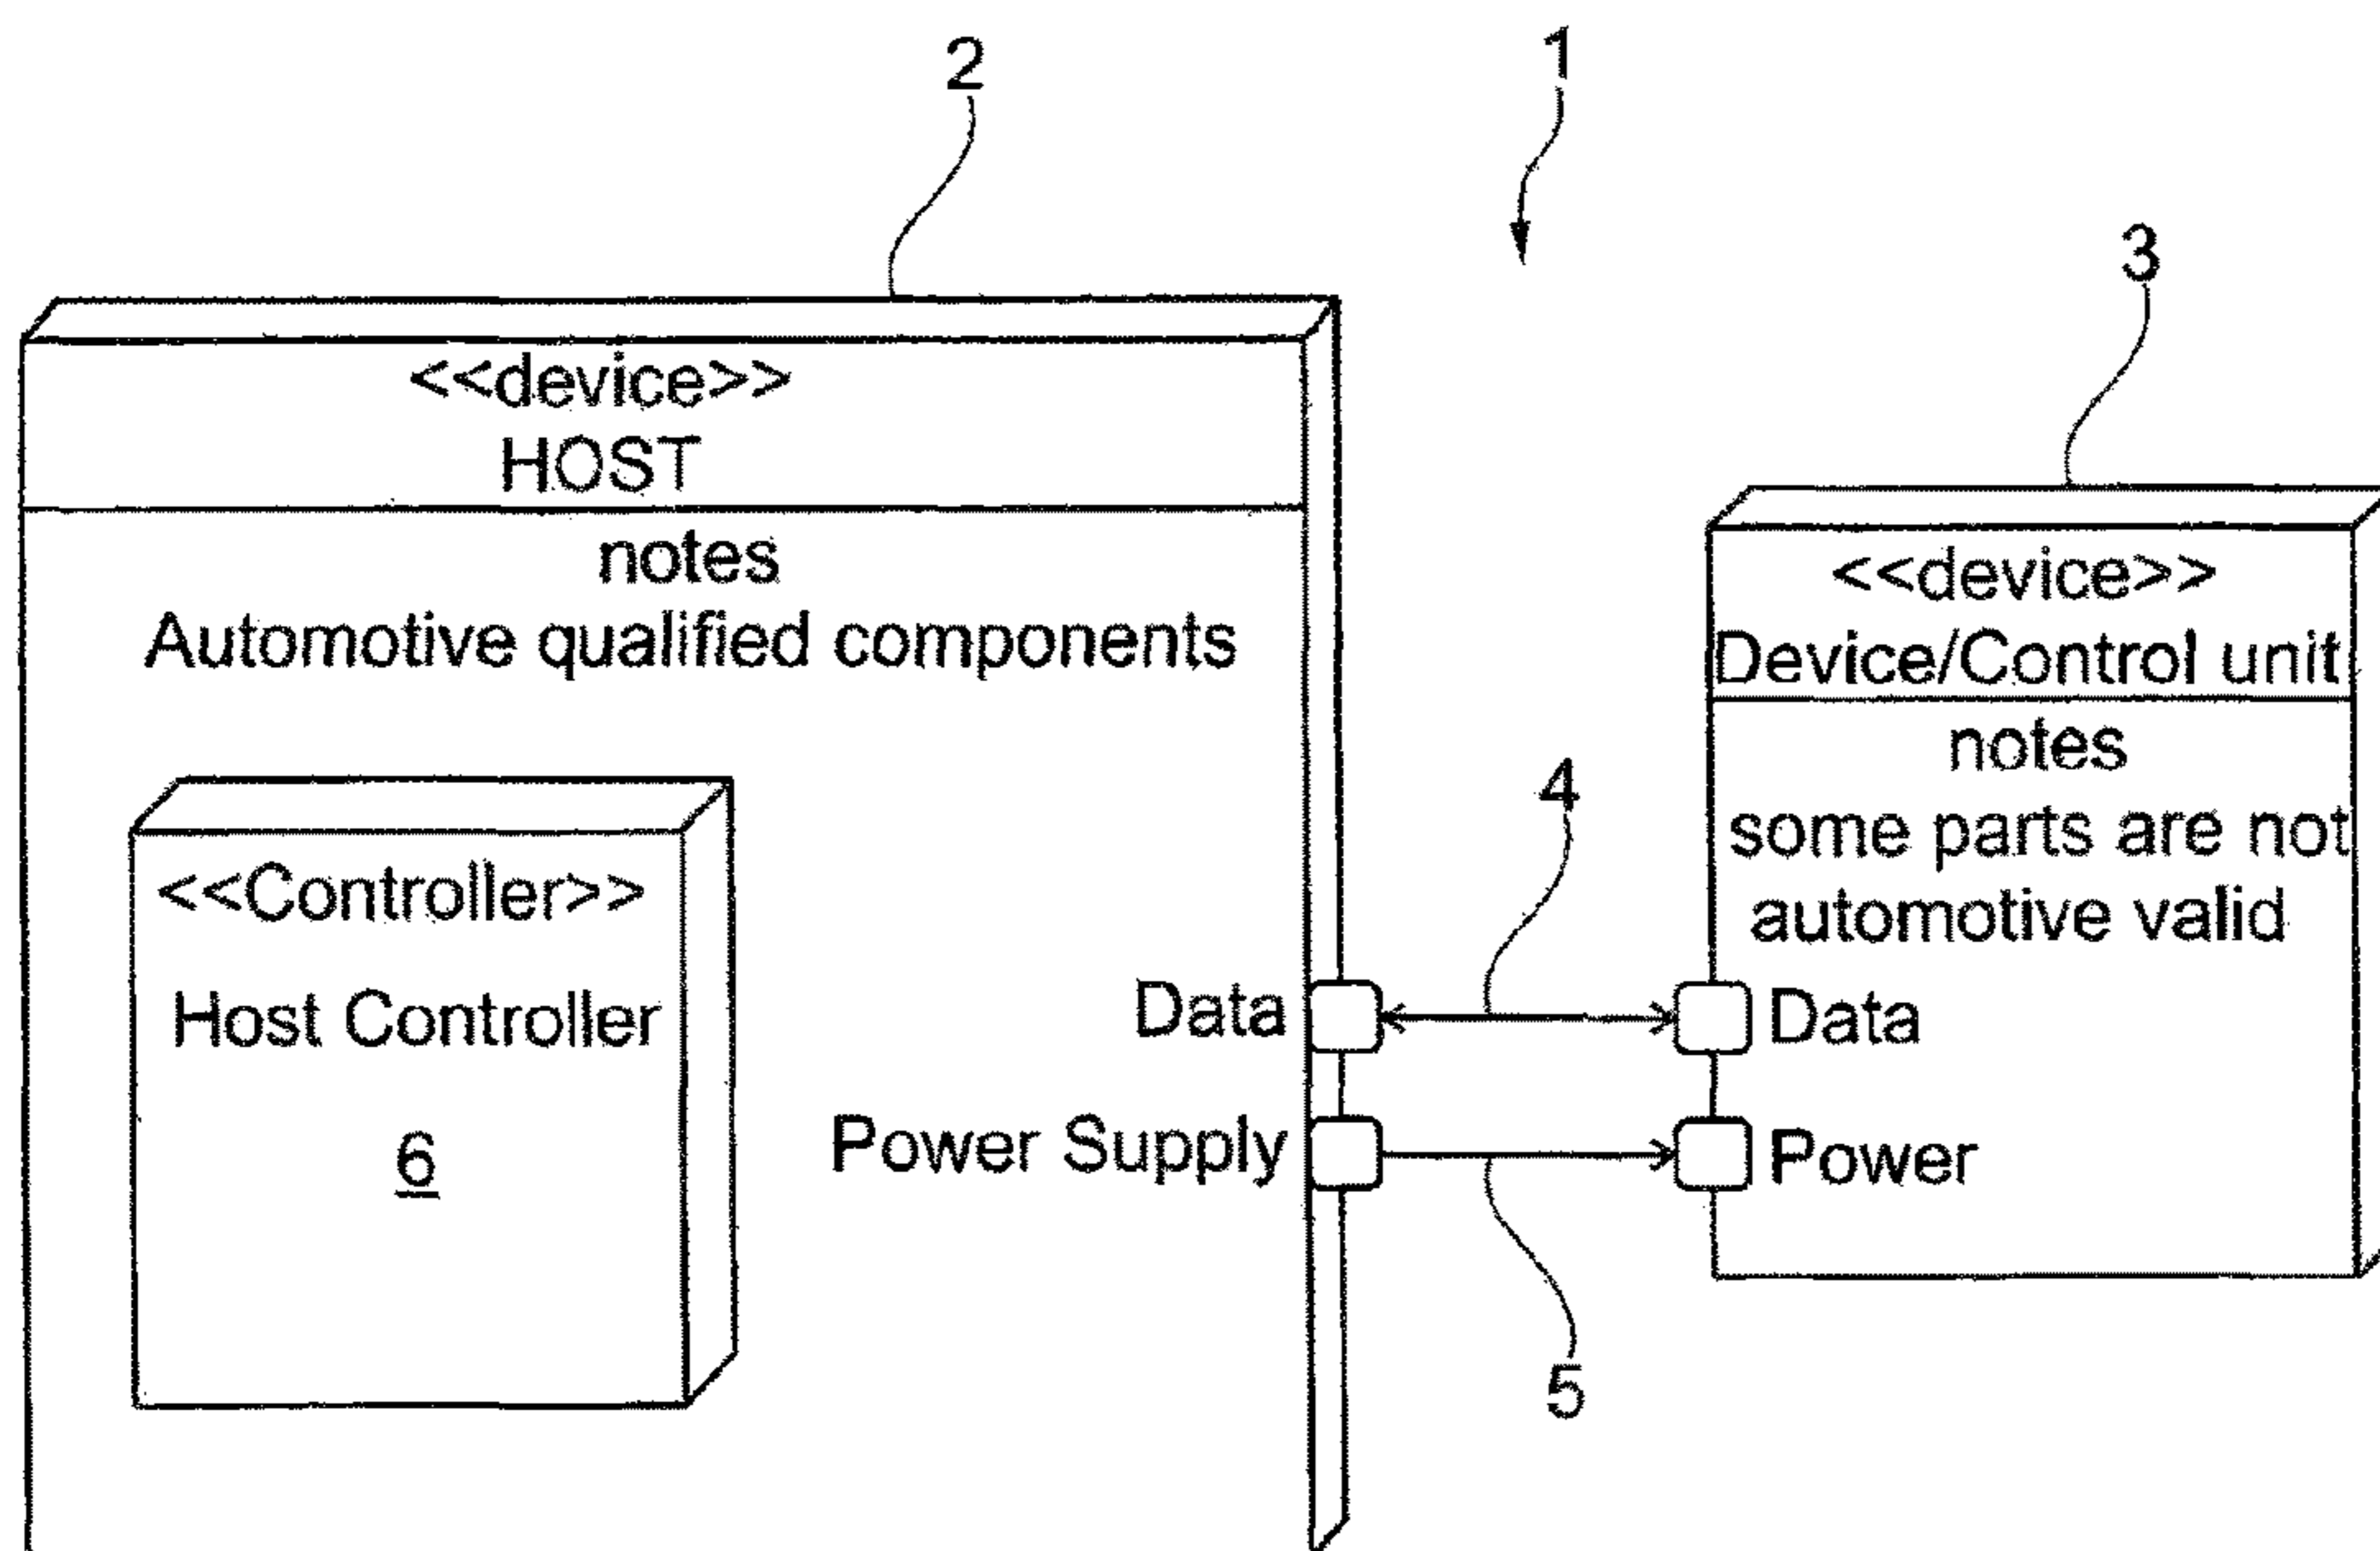 2
1
3
<<device>>
HOST
notes
Automotive qualified components
<<Controller>>
Host Controller
6
Data
Power Supply
4
5
<<device>>
Device/Control unit
notes
some parts are not
automotive valid
Data
Power